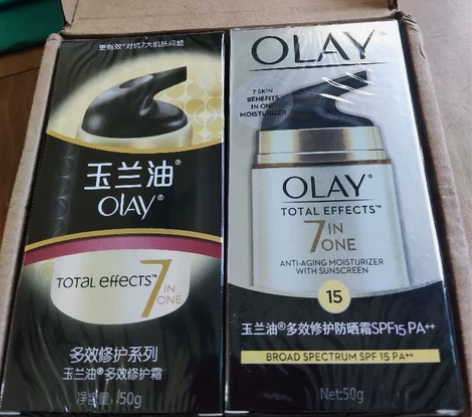 更有效*对抗7大肌肤问题
玉兰油®
OLAY®
TOTAL EFFECTS™
7 IN
ONE
多效修护系列
玉兰油®多效修护霜
净含量: 50g
OLAY®
7 SKIN
BENEFITS
IN ONE
MOISTURIZER
OLAY®
TOTAL EFFECTS™
7 IN
ONE
ANTI-AGING MOISTURIZER
WITH SUNSCREEN
15
玉兰油®多效修护防晒霜SPF15 PA++
BROAD SPECTRUM SPF 15 PA++
Net:50g